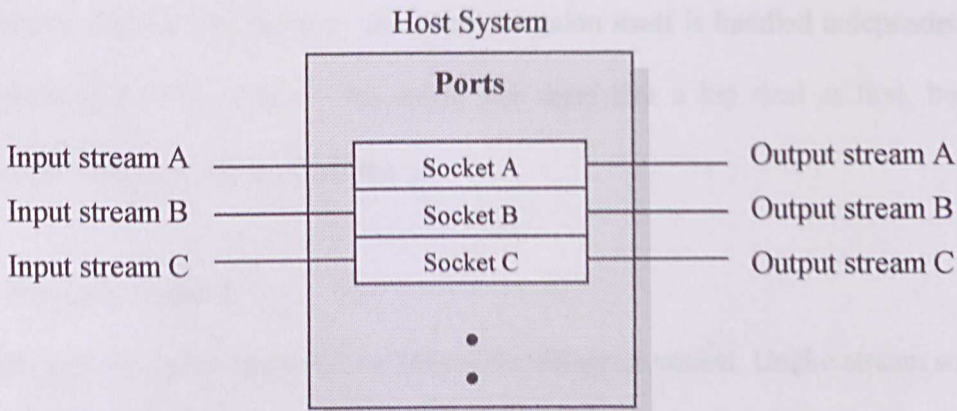 Host System
Ports
Input stream A Socket A Output stream A
Input stream B Socket B Output stream B
Input stream C Socket C Output stream C